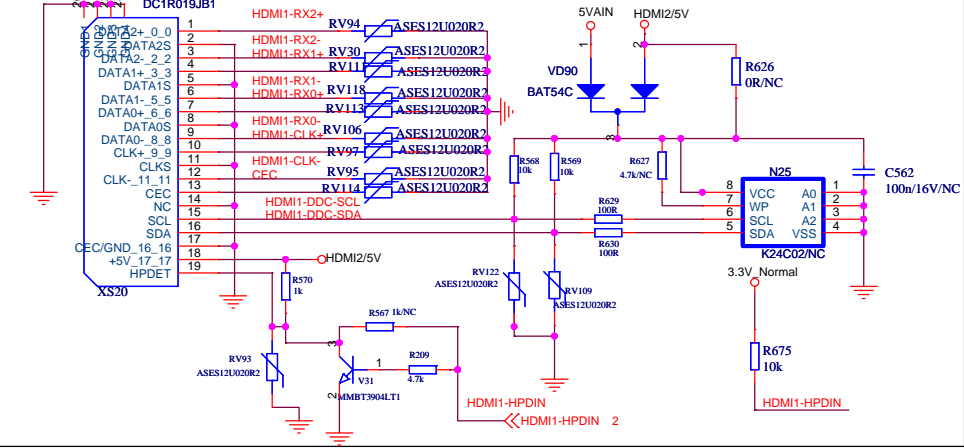 DC1R019JB1
1
DATA2+_0_0
2
DATA2S
3
DATA2-_2_2
4
DATA1+_3_3
5
DATA1S
6
DATA1-_5_5
7
DATA0+_6_6
8
DATA0S
9
DATA0-_8_8
10
CLK+_9_9
11
CLKS
12
CLK-_11_11
13
CEC
14
NC
15
SCL
16
SDA
17
CEC/GND_16_16
18
+5V_17_17
19
HPDET
XS20
HDMI1-RX2+
HDMI1-RX2-
HDMI1-RX1+
HDMI1-RX1-
HDMI1-RX0+
HDMI1-RX0-
HDMI1-CLK+
HDMI1-CLK-
CEC
HDMI1-DDC-SCL
HDMI1-DDC-SDA
RV94 ASES12U020R2
RV30 ASES12U020R2
RV111 ASES12U020R2
RV118 ASES12U020R2
RV113 ASES12U020R2
RV106 ASES12U020R2
RV97 ASES12U020R2
RV95 ASES12U020R2
RV114 ASES12U020R2
5VAIN
HDMI2/5V
1
2
3
VD90
BAT54C
R626
0R/NC
R568
10k
R569
10k
R627
4.7k/NC
R629
100R
R630
100R
N25
8 VCC A0 1
7 WP A1 2
6 SCL A2 3
5 SDA VSS 4
K24C02/NC
C562
100n/16V/NC
HDMI2/5V
R570
1k
RV122
ASES12U020R2
RV109
ASES12U020R2
3.3V_Normal
R675
10k
HDMI1-HPDIN
R567 1k/NC
RV93
ASES12U020R2
3
1
2
V31
MMBT3904LT1
R209
4.7k
HDMI1-HPDIN
HDMI1-HPDIN 2